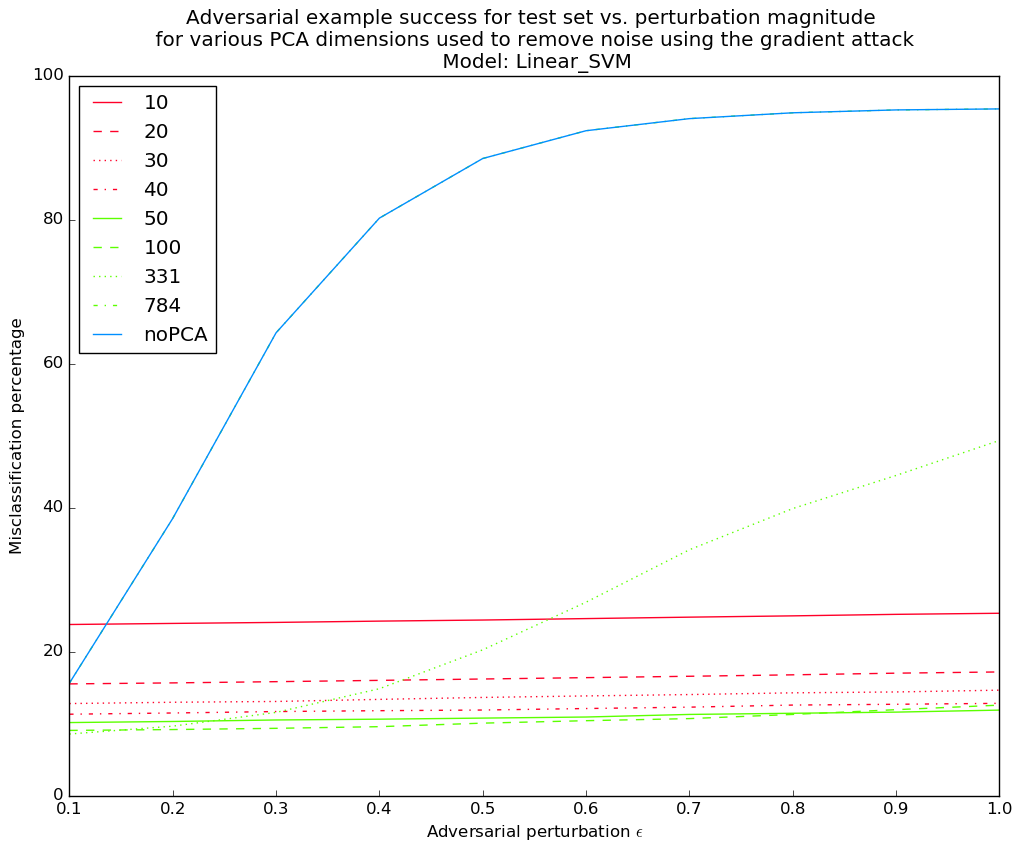 Adversarial example success for test set vs. perturbation magnitude
for various PCA dimensions used to remove noise using the gradient attack
Model: Linear_SVM
100
80
60
40
20
0
Misclassification percentage
10
20
30
40
50
100
331
784
noPCA
0.1 0.2 0.3 0.4 0.5 0.6 0.7 0.8 0.9 1.0
Adversarial perturbation ϵ